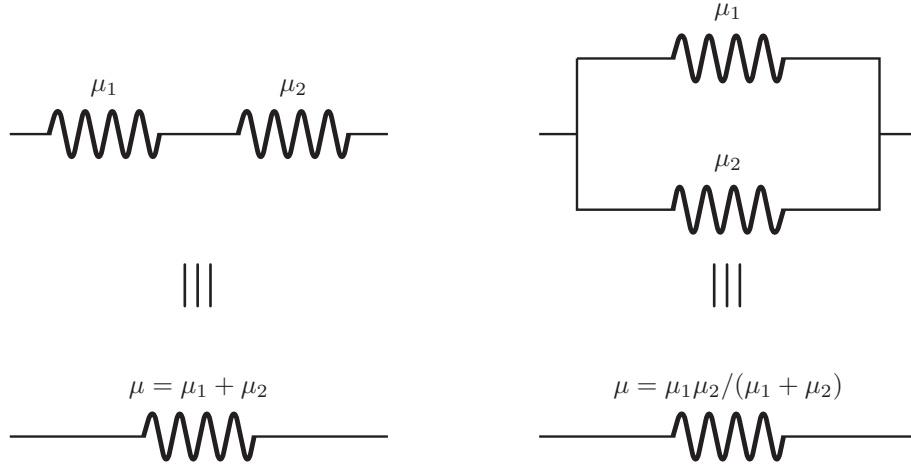 μ₁
μ₂
μ = μ₁ + μ₂
μ₁
μ₂
μ = μ₁μ₂/(μ₁ + μ₂)